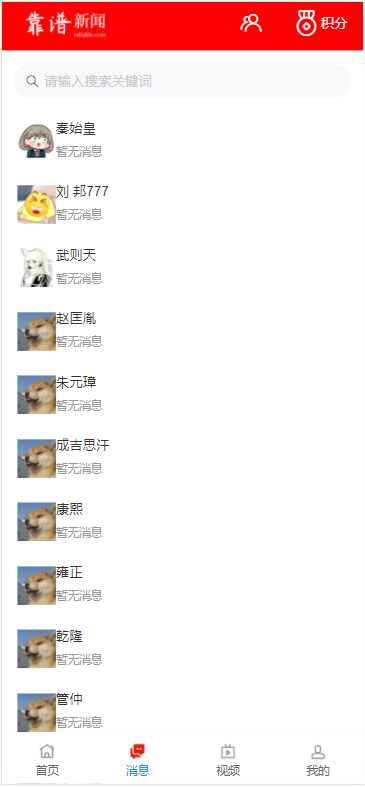 靠谱新闻
reliable.com
积分
请输入搜索关键词
秦始皇
暂无消息
刘 邦777
暂无消息
武则天
暂无消息
赵匡胤
暂无消息
朱元璋
暂无消息
成吉思汗
暂无消息
康熙
暂无消息
雍正
暂无消息
乾隆
暂无消息
管仲
暂无消息
首页 消息 视频 我的